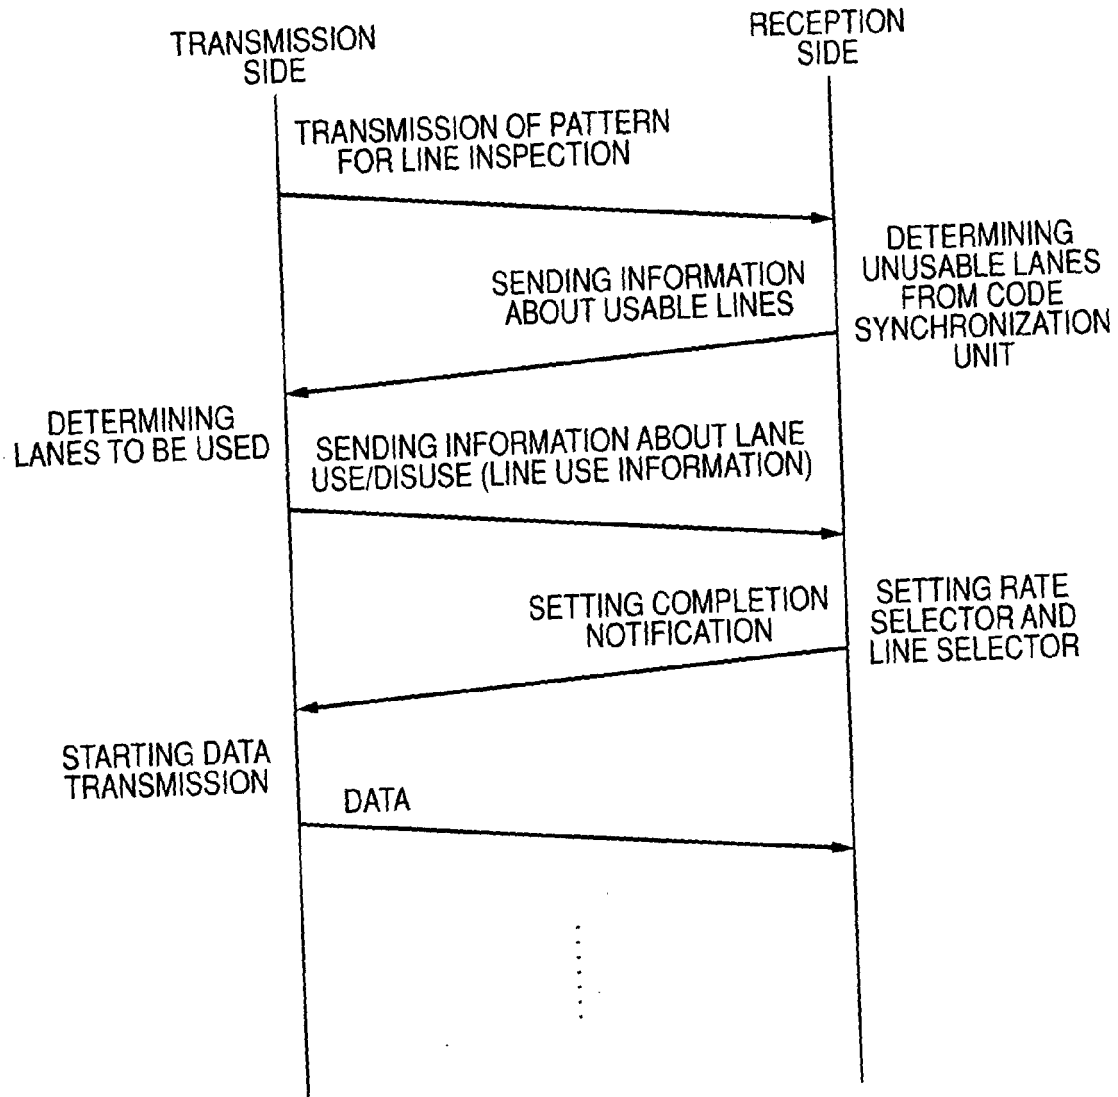 TRANSMISSION
SIDE
RECEPTION
SIDE
TRANSMISSION OF PATTERN
FOR LINE INSPECTION
DETERMINING
UNUSABLE LANES
FROM CODE
SYNCHRONIZATION
UNIT
SENDING INFORMATION
ABOUT USABLE LINES
DETERMINING
LANES TO BE USED
SENDING INFORMATION ABOUT LANE
USE/DISUSE (LINE USE INFORMATION)
SETTING COMPLETION
NOTIFICATION
SETTING RATE
SELECTOR AND
LINE SELECTOR
STARTING DATA
TRANSMISSION
DATA